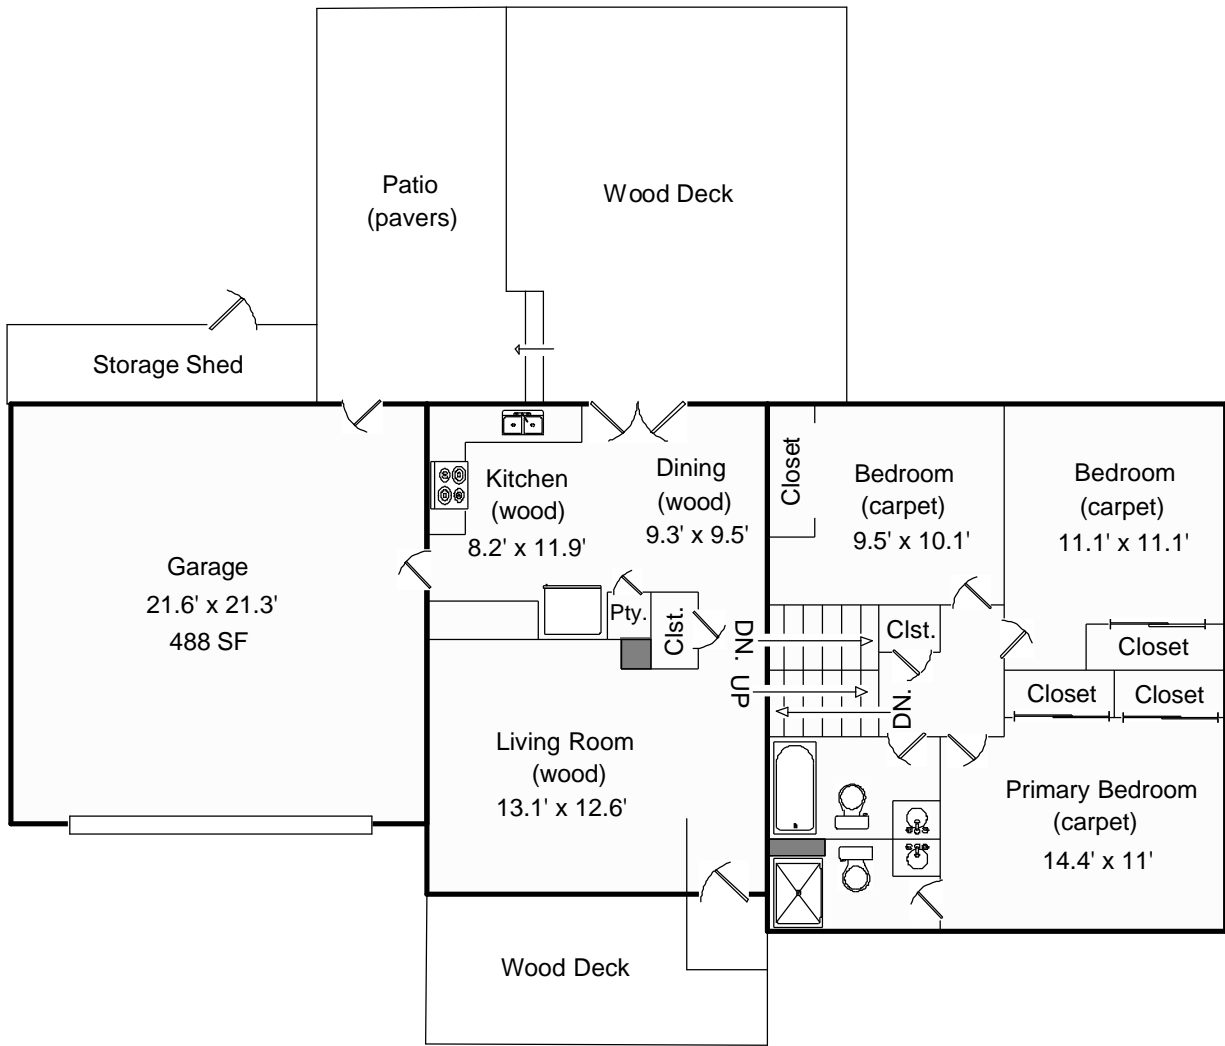 Patio
(pavers)
Wood Deck
Storage Shed
Garage
21.6' x 21.3'
488 SF
Kitchen
(wood)
8.2' x 11.9'
Dining
(wood)
9.3' x 9.5'
Pty.
Clst.
DN.
UP
Closet
Bedroom
(carpet)
9.5' x 10.1'
Bedroom
(carpet)
11.1' x 11.1'
Clst.
DN.
Closet
Closet
Closet
Living Room
(wood)
13.1' x 12.6'
Primary Bedroom
(carpet)
14.4' x 11'
Wood Deck